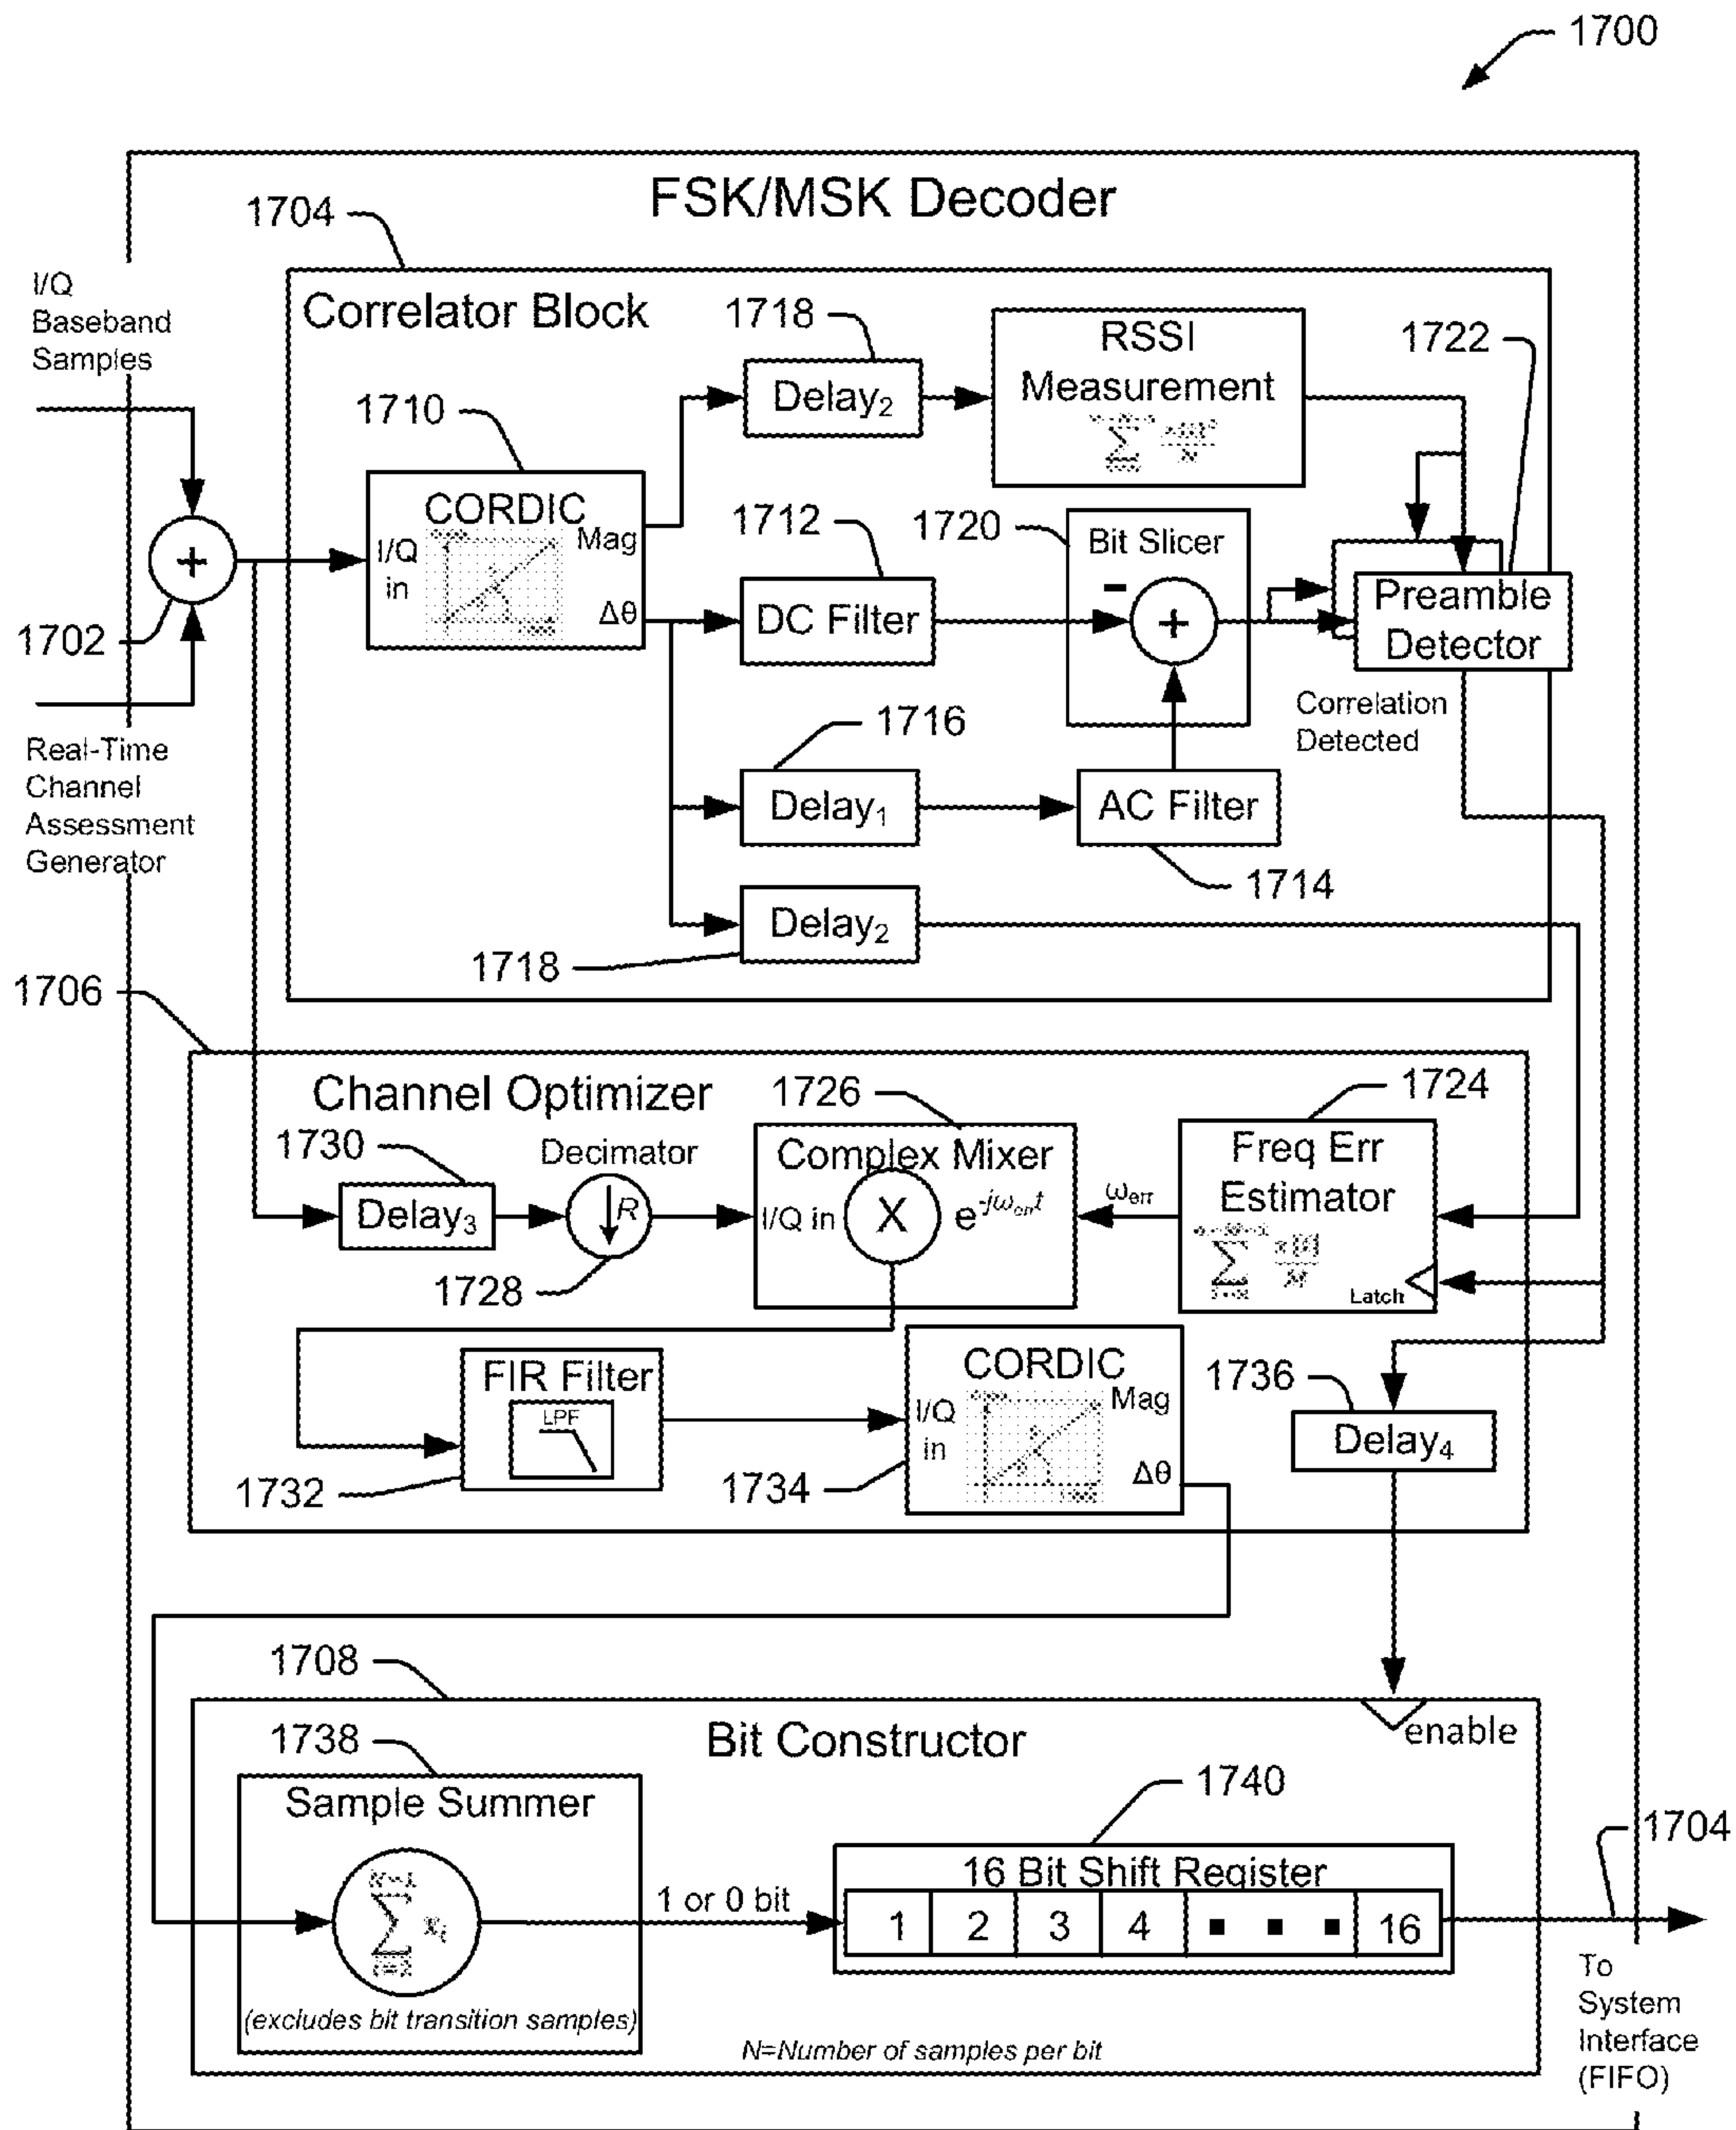 1700
FSK/MSK Decoder
1704
I/Q
Baseband
Samples
Correlator Block
1718
RSSI
Measurement
1722
Delay2
1710
CORDIC
I/Q
in
Mag
Δθ
1712
1720
Bit Slicer
-
+
DC Filter
+
Preamble
Detector
1702
Correlation
Detected
1716
Real-Time
Channel
Assessment
Generator
Delay1
AC Filter
1714
Delay2
1718
1706
Channel Optimizer
1726
1724
1730
Decimator
Complex Mixer
Freq Err
Estimator
Delay3
↓R
I/Q in
X
e-jωerrt
ωerr
1728
Latch
FIR Filter
LPF
CORDIC
I/Q
in
Mag
Δθ
1736
Delay4
1732
1734
1708
Bit Constructor
enable
1738
Sample Summer
1740
1704
16 Bit Shift Register
1 or 0 bit
1 2 3 4 ▪ ▪ ▪ 16
(excludes bit transition samples)
N=Number of samples per bit
To
System
Interface
(FIFO)